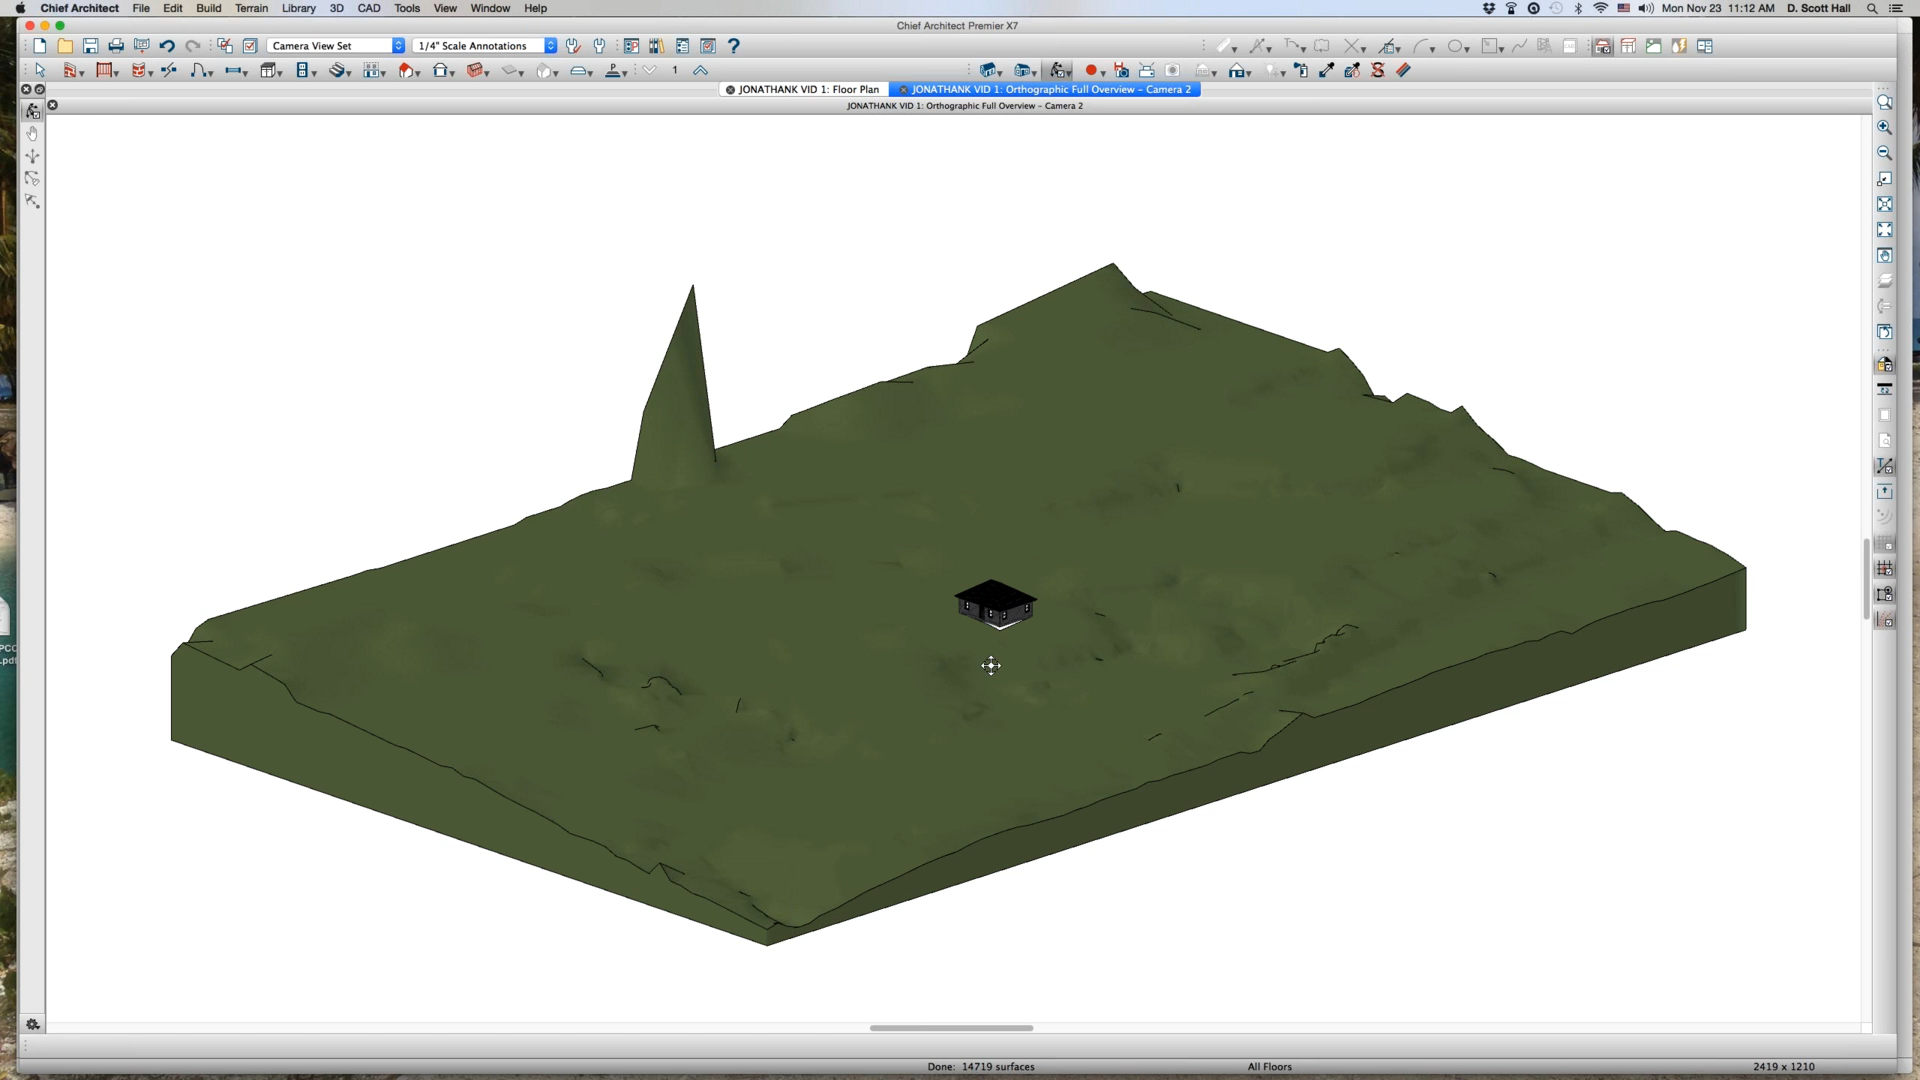 Chief Architect File Edit Build Terrain Library 3D CAD Tools View Window Help Mon Nov 23 11:12 AM D. Scott Hall
Chief Architect Premier X7
Camera View Set 1/4" Scale Annotations
1
JONATHANK VID 1: Floor Plan JONATHANK VID 1: Orthographic Full Overview - Camera 2
JONATHANK VID 1: Orthographic Full Overview - Camera 2
PCC
.pdf
Done: 14719 surfaces All Floors 2419 x 1210